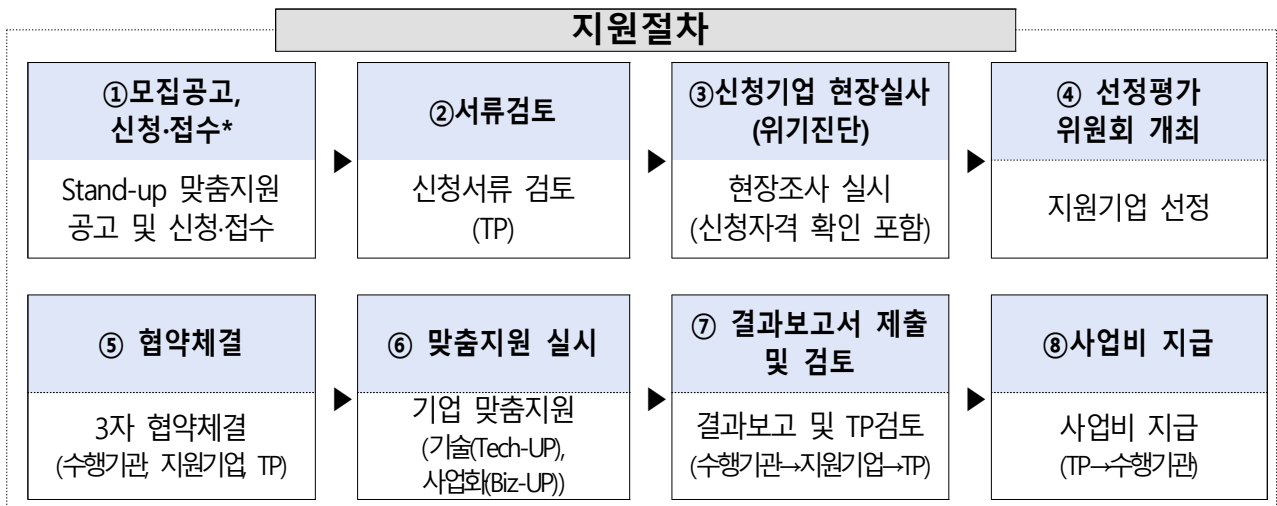 지원절차
①모집공고,
신청·접수*
Stand-up 맞춤지원
공고 및 신청·접수
▶
②서류검토
신청서류 검토
(TP)
▶
③신청기업 현장실사
(위기진단)
현장조사 실시
(신청자격 확인 포함)
▶
④ 선정평가
위원회 개최
지원기업 선정
⑤ 협약체결
3자 협약체결
(수행기관, 지원기업, TP)
▶
⑥ 맞춤지원 실시
기업 맞춤지원
(기술(Tech-UP),
사업화(Biz-UP))
▶
⑦ 결과보고서 제출
및 검토
결과보고 및 TP검토
(수행기관→지원기업→TP)
▶
⑧사업비 지급
사업비 지급
(TP→수행기관)